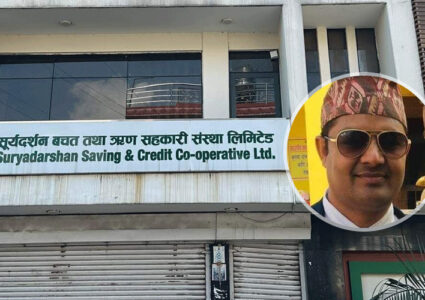 सूर्यदर्शन बचत तथा ऋण सहकारी संस्था लिमिटेड
Suryadarshan Saving & Credit Co-operative Ltd.